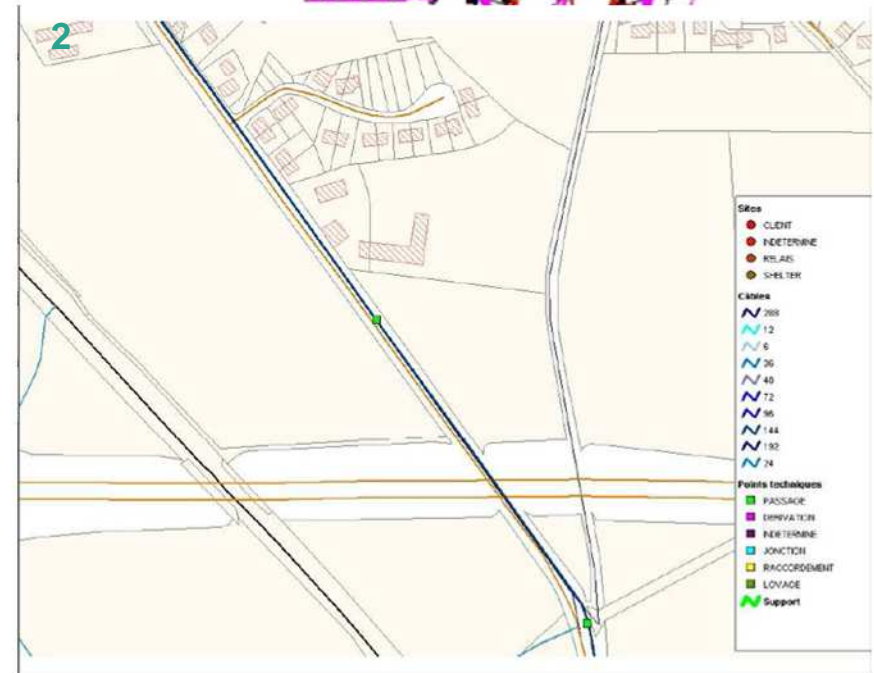 2
Sites
CLIENT
INDETERMINE
RELAIS
SHELTER
Câbles
288
12
6
36
48
72
96
144
192
24
Points techniques
PASSAGE
DERIVATION
INDETERMINE
JONCTION
RACCORDEMENT
LOVAGE
Support